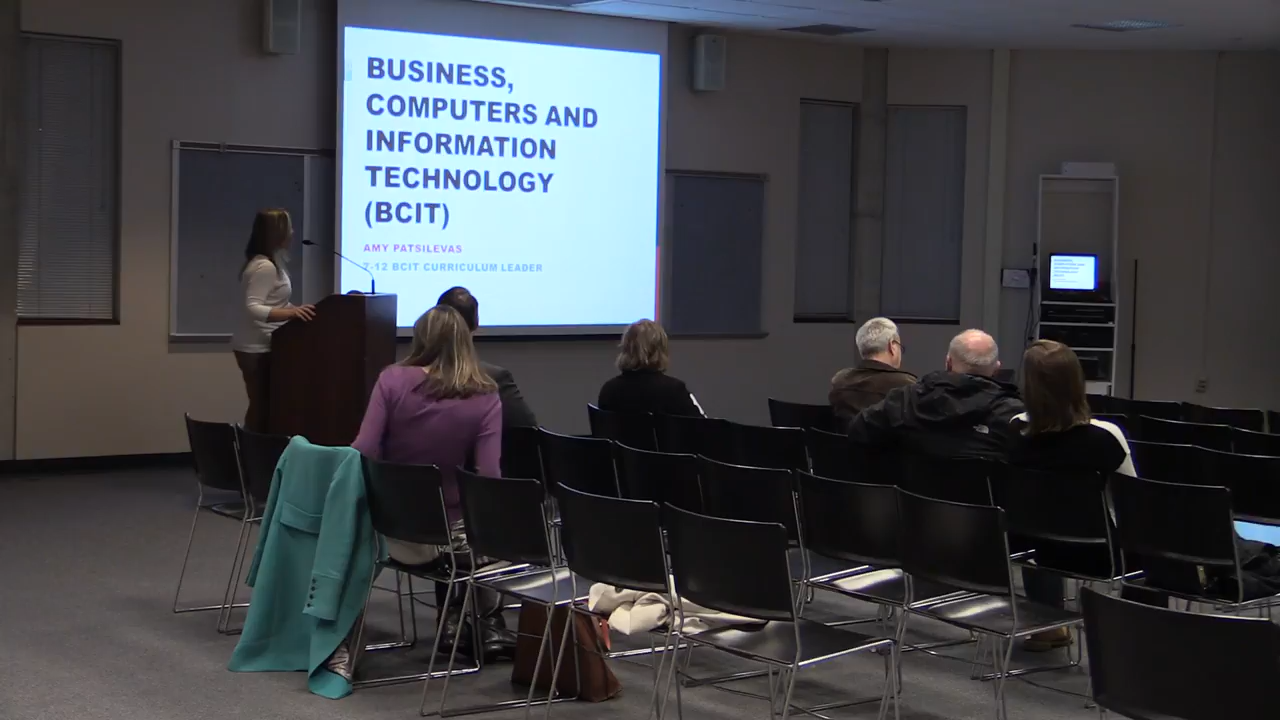 BUSINESS,
COMPUTERS AND
INFORMATION
TECHNOLOGY
(BCIT)
AMY PATSILEVAS
7-12 BCIT CURRICULUM LEADER